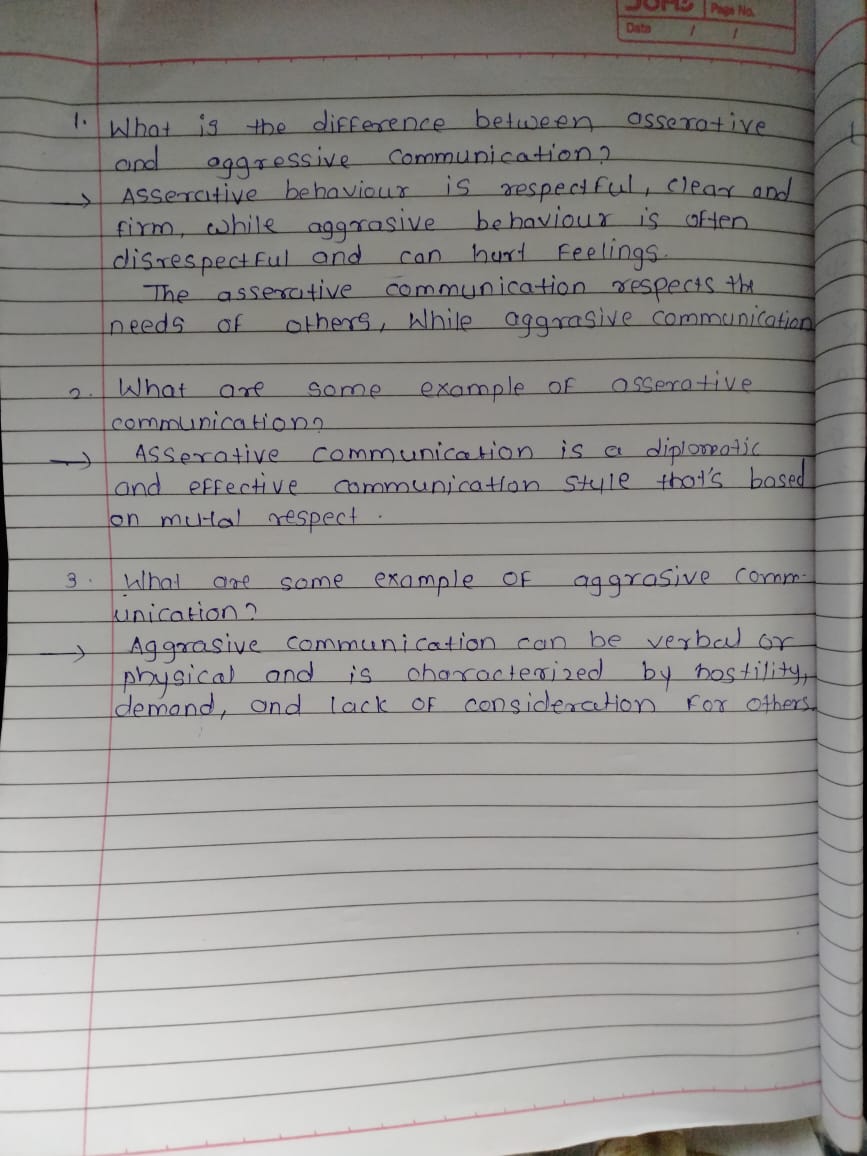 Page No.
Date / /
1. What is the difference between asserative
and aggressive communication?
→ Asserative behaviour is respectful, clear and
firm, while aggrasive behaviour is often
disrespectful and can hurt feelings.
The asserative communication respects the
needs of others, While aggrasive communication
2. What are some example of asserative
communication?
→ Asserative communication is a diplomatic
and effective communication style that's based
on mutal respect.
3. What are some example of aggrasive comm-
unication?
→ Aggrasive communication can be verbal or
physical and is characterized by hostility,
demand, and lack of consideration for others.